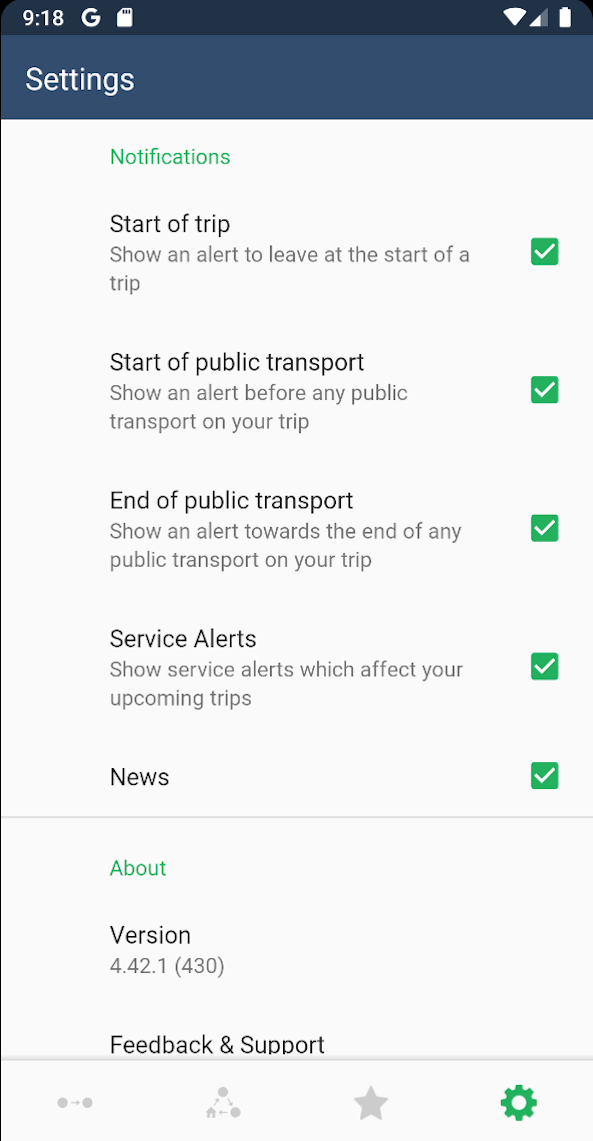 9:18
Settings
Notifications
Start of trip
Show an alert to leave at the start of a
trip
Start of public transport
Show an alert before any public
transport on your trip
End of public transport
Show an alert towards the end of any
public transport on your trip
Service Alerts
Show service alerts which affect your
upcoming trips
News
About
Version
4.42.1 (430)
Feedback & Support